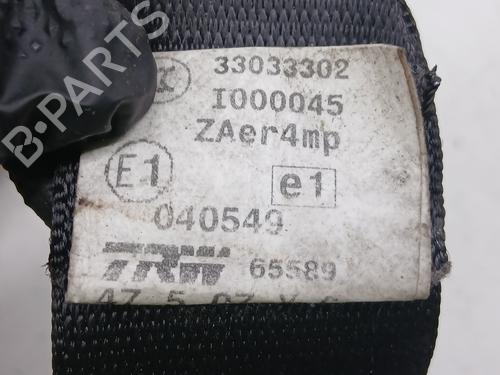 33033302
I000045
ZAer4mp
E1 e1
040549
TRW 65589
B-PARTS